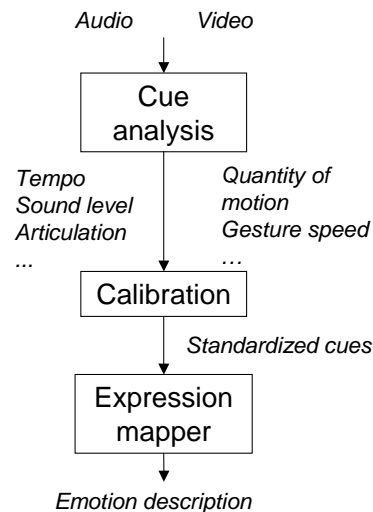 Audio Video
Cue
analysis
Tempo
Sound level
Articulation
...
Quantity of
motion
Gesture speed
…
Calibration
Standardized cues
Expression
mapper
Emotion description